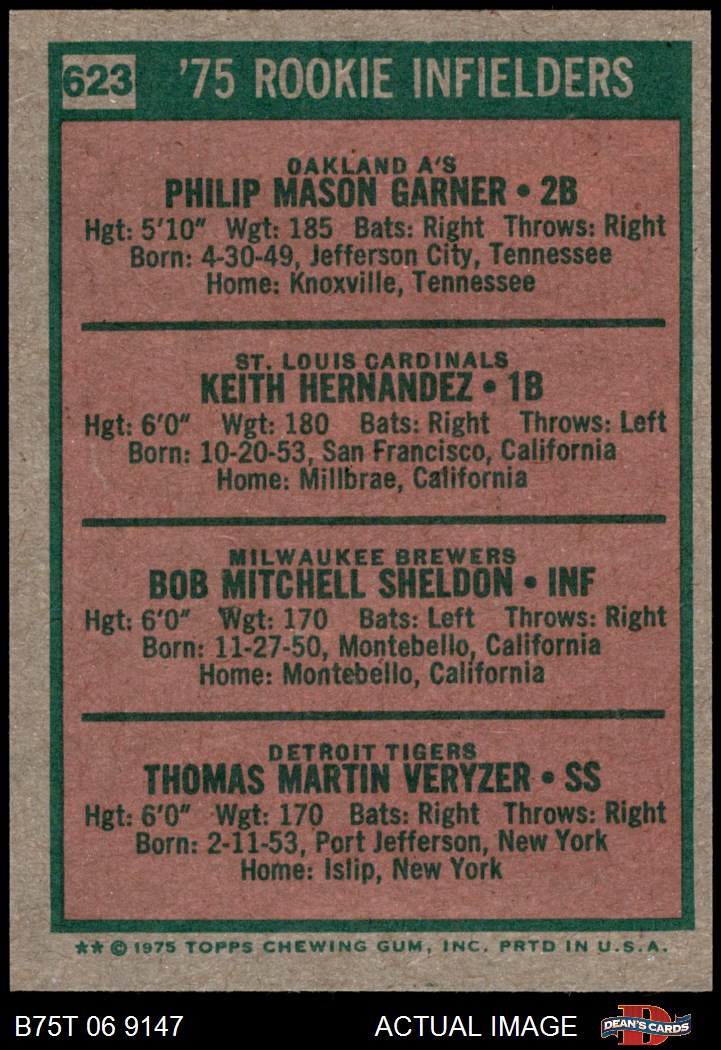 623 '75 ROOKIE INFIELDERS
OAKLAND A'S
PHILIP MASON GARNER • 2B
Hgt: 5'10" Wgt: 185 Bats: Right Throws: Right
Born: 4-30-49, Jefferson City, Tennessee
Home: Knoxville, Tennessee
ST. LOUIS CARDINALS
KEITH HERNANDEZ • 1B
Hgt: 6'0" Wgt: 180 Bats: Right Throws: Left
Born: 10-20-53, San Francisco, California
Home: Millbrae, California
MILWAUKEE BREWERS
BOB MITCHELL SHELDON • INF
Hgt: 6'0" Wgt: 170 Bats: Left Throws: Right
Born: 11-27-50, Montebello, California
Home: Montebello, California
DETROIT TIGERS
THOMAS MARTIN VERYZER • SS
Hgt: 6'0" Wgt: 170 Bats: Right Throws: Right
Born: 2-11-53, Port Jefferson, New York
Home: Islip, New York
** © 1975 TOPPS CHEWING GUM, INC. PRTD IN U.S.A.
B75T 06 9147 ACTUAL IMAGE D DEAN'S CARDS